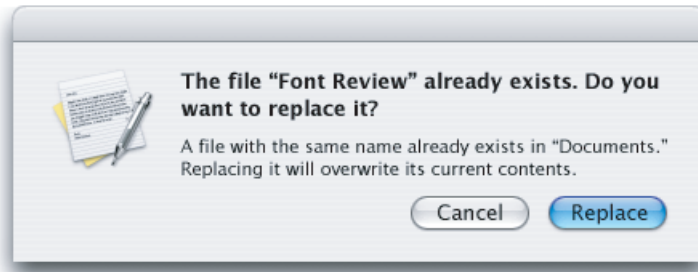 The file “Font Review” already exists. Do you
want to replace it?
A file with the same name already exists in “Documents.”
Replacing it will overwrite its current contents.
Cancel
Replace